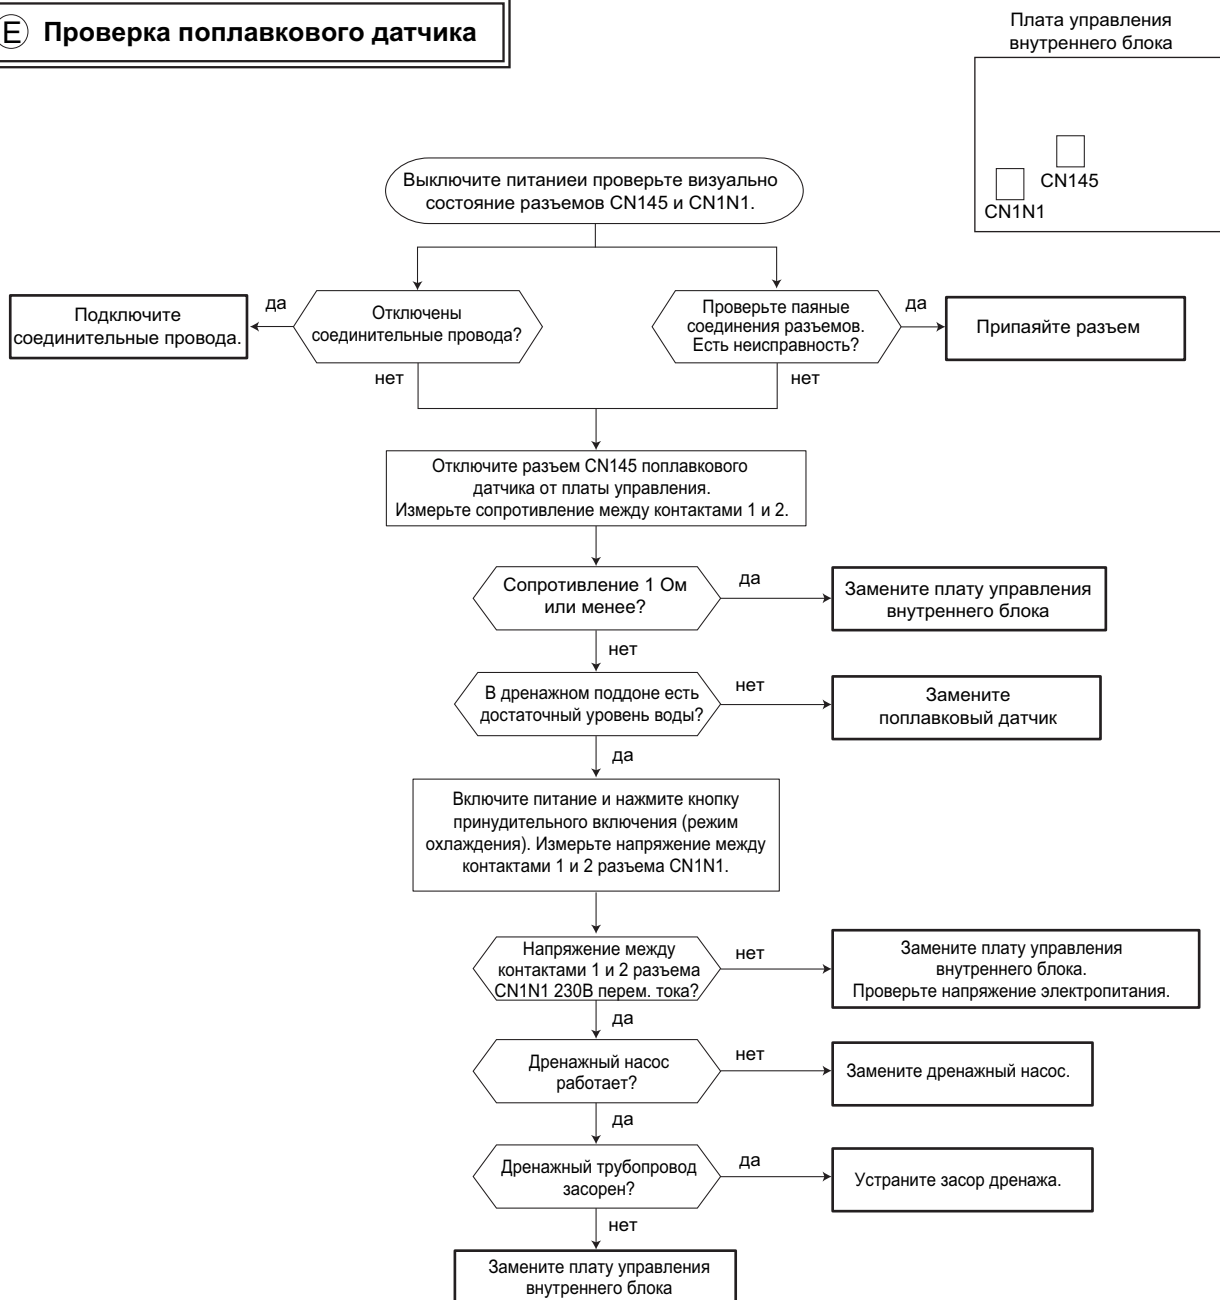 E Проверка поплавкового датчика
Плата управления
внутреннего блока
CN145
CN1N1
Выключите питаниеи проверьте визуально
состояние разъемов CN145 и CN1N1.
Подключите
соединительные провода.
да
Отключены
соединительные провода?
Проверьте паяные
соединения разъемов.
Есть неисправность?
да
Припаяйте разъем
нет
нет
Отключите разъем CN145 поплавкового
датчика от платы управления.
Измерьте сопротивление между контактами 1 и 2.
Сопротивление 1 Ом
или менее?
да
Замените плату управления
внутреннего блока
нет
В дренажном поддоне есть
достаточный уровень воды?
нет
Замените
поплавковый датчик
да
Включите питание и нажмите кнопку
принудительного включения (режим
охлаждения). Измерьте напряжение между
контактами 1 и 2 разъема CN1N1.
Напряжение между
контактами 1 и 2 разъема
CN1N1 230В перем. тока?
нет
Замените плату управления
внутреннего блока.
Проверьте напряжение электропитания.
да
Дренажный насос
работает?
нет
Замените дренажный насос.
да
Дренажный трубопровод
засорен?
да
Устраните засор дренажа.
нет
Замените плату управления
внутреннего блока